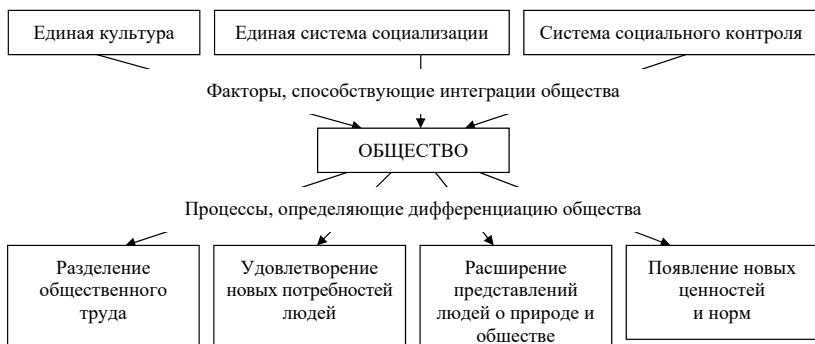 Единая культура
Единая система социализации
Система социального контроля
Факторы, способствующие интеграции общества
ОБЩЕСТВО
Процессы, определяющие дифференциацию общества
Разделение
общественного
труда
Удовлетворение
новых потребностей
людей
Расширение
представлений
людей о природе и
обществе
Появление новых
ценностей
и норм